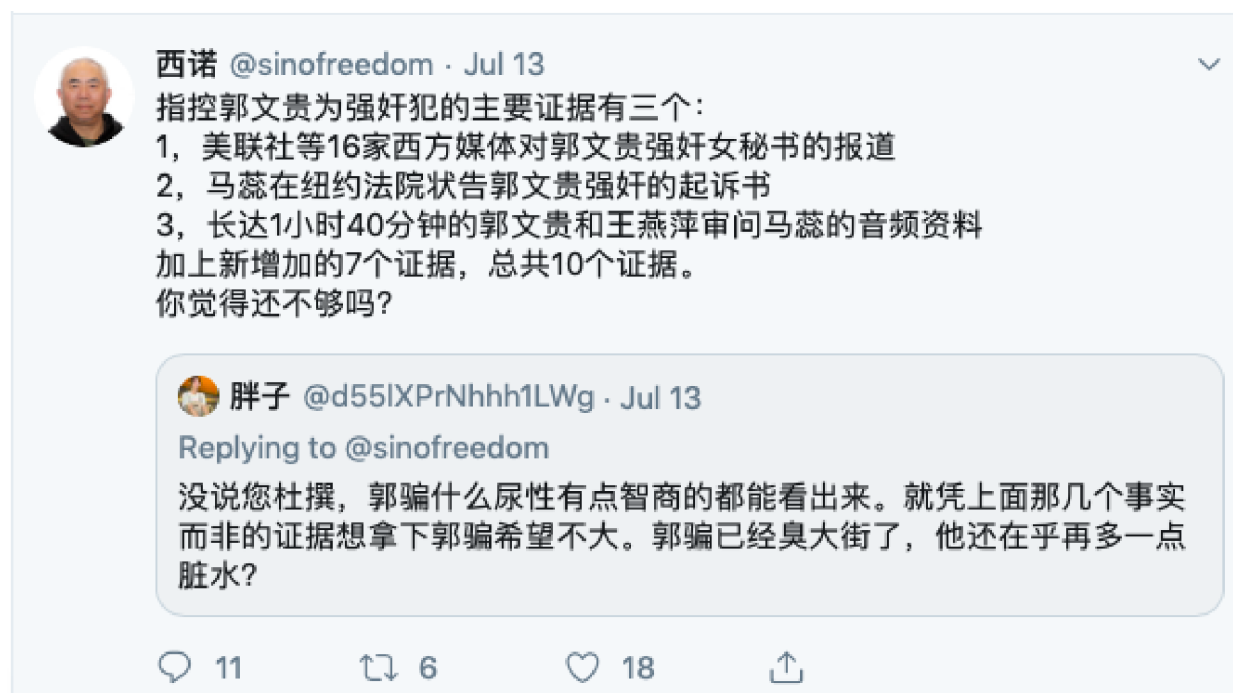 西诺 @sinofreedom · Jul 13
指控郭文贵为强奸犯的主要证据有三个：
1，美联社等16家西方媒体对郭文贵强奸女秘书的报道
2，马蕊在纽约法院状告郭文贵强奸的起诉书
3，长达1小时40分钟的郭文贵和王燕萍审问马蕊的音频资料
加上新增加的7个证据，总共10个证据。
你觉得还不够吗？
胖子 @d55lXPrNhhh1LWg · Jul 13
Replying to @sinofreedom
没说您杜撰，郭骗什么尿性有点智商的都能看出来。就凭上面那几个事实
而非的证据想拿下郭骗希望不大。郭骗已经臭大街了，他还在乎再多一点
脏水？
11 6 18